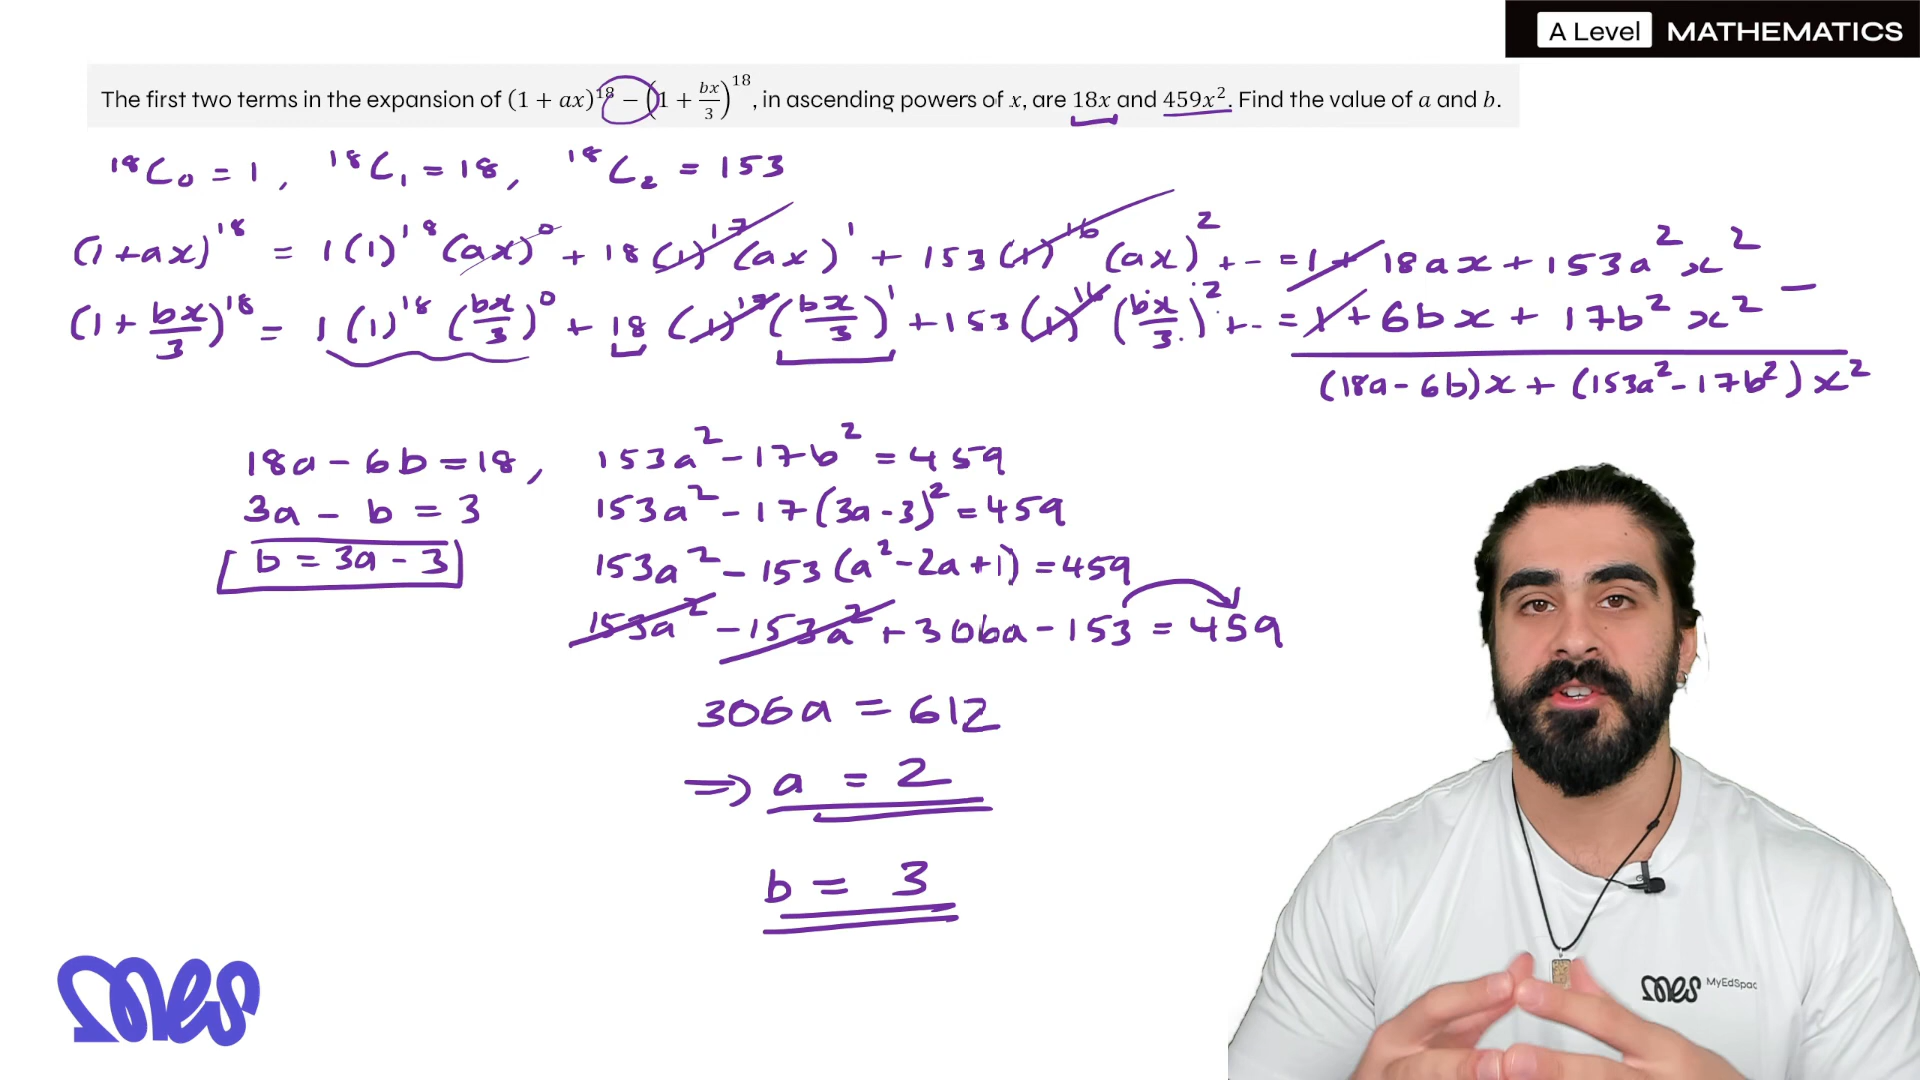 A Level MATHEMATICS
The first two terms in the expansion of (1 + ax)¹⁸ − (1 + bx/3)¹⁸, in ascending powers of x, are 18x and 459x². Find the value of a and b.
¹⁸C₀ = 1, ¹⁸C₁ = 18, ¹⁸C₂ = 153
(1+ax)¹⁸ = 1(1)¹⁸(ax)⁰ + 18(1)¹⁷(ax)¹ + 153(1)¹⁶(ax)² + -- = 1 + 18ax + 153a²x²
(1+bx/3)¹⁸ = 1(1)¹⁸(bx/3)⁰ + 18(1)¹⁷(bx/3)¹ + 153(1)¹⁶(bx/3)² + -- = 1 + 6bx + 17b²x² −
(18a - 6b)x + (153a² - 17b²)x²
18a - 6b = 18, 153a² - 17b² = 459
3a - b = 3 153a² - 17(3a - 3)² = 459
b = 3a - 3 153a² - 153(a² - 2a + 1) = 459
153a² - 153a² + 306a - 153 = 459
306a = 612
⇒ a = 2
b = 3
mes
mes MyEdSpac